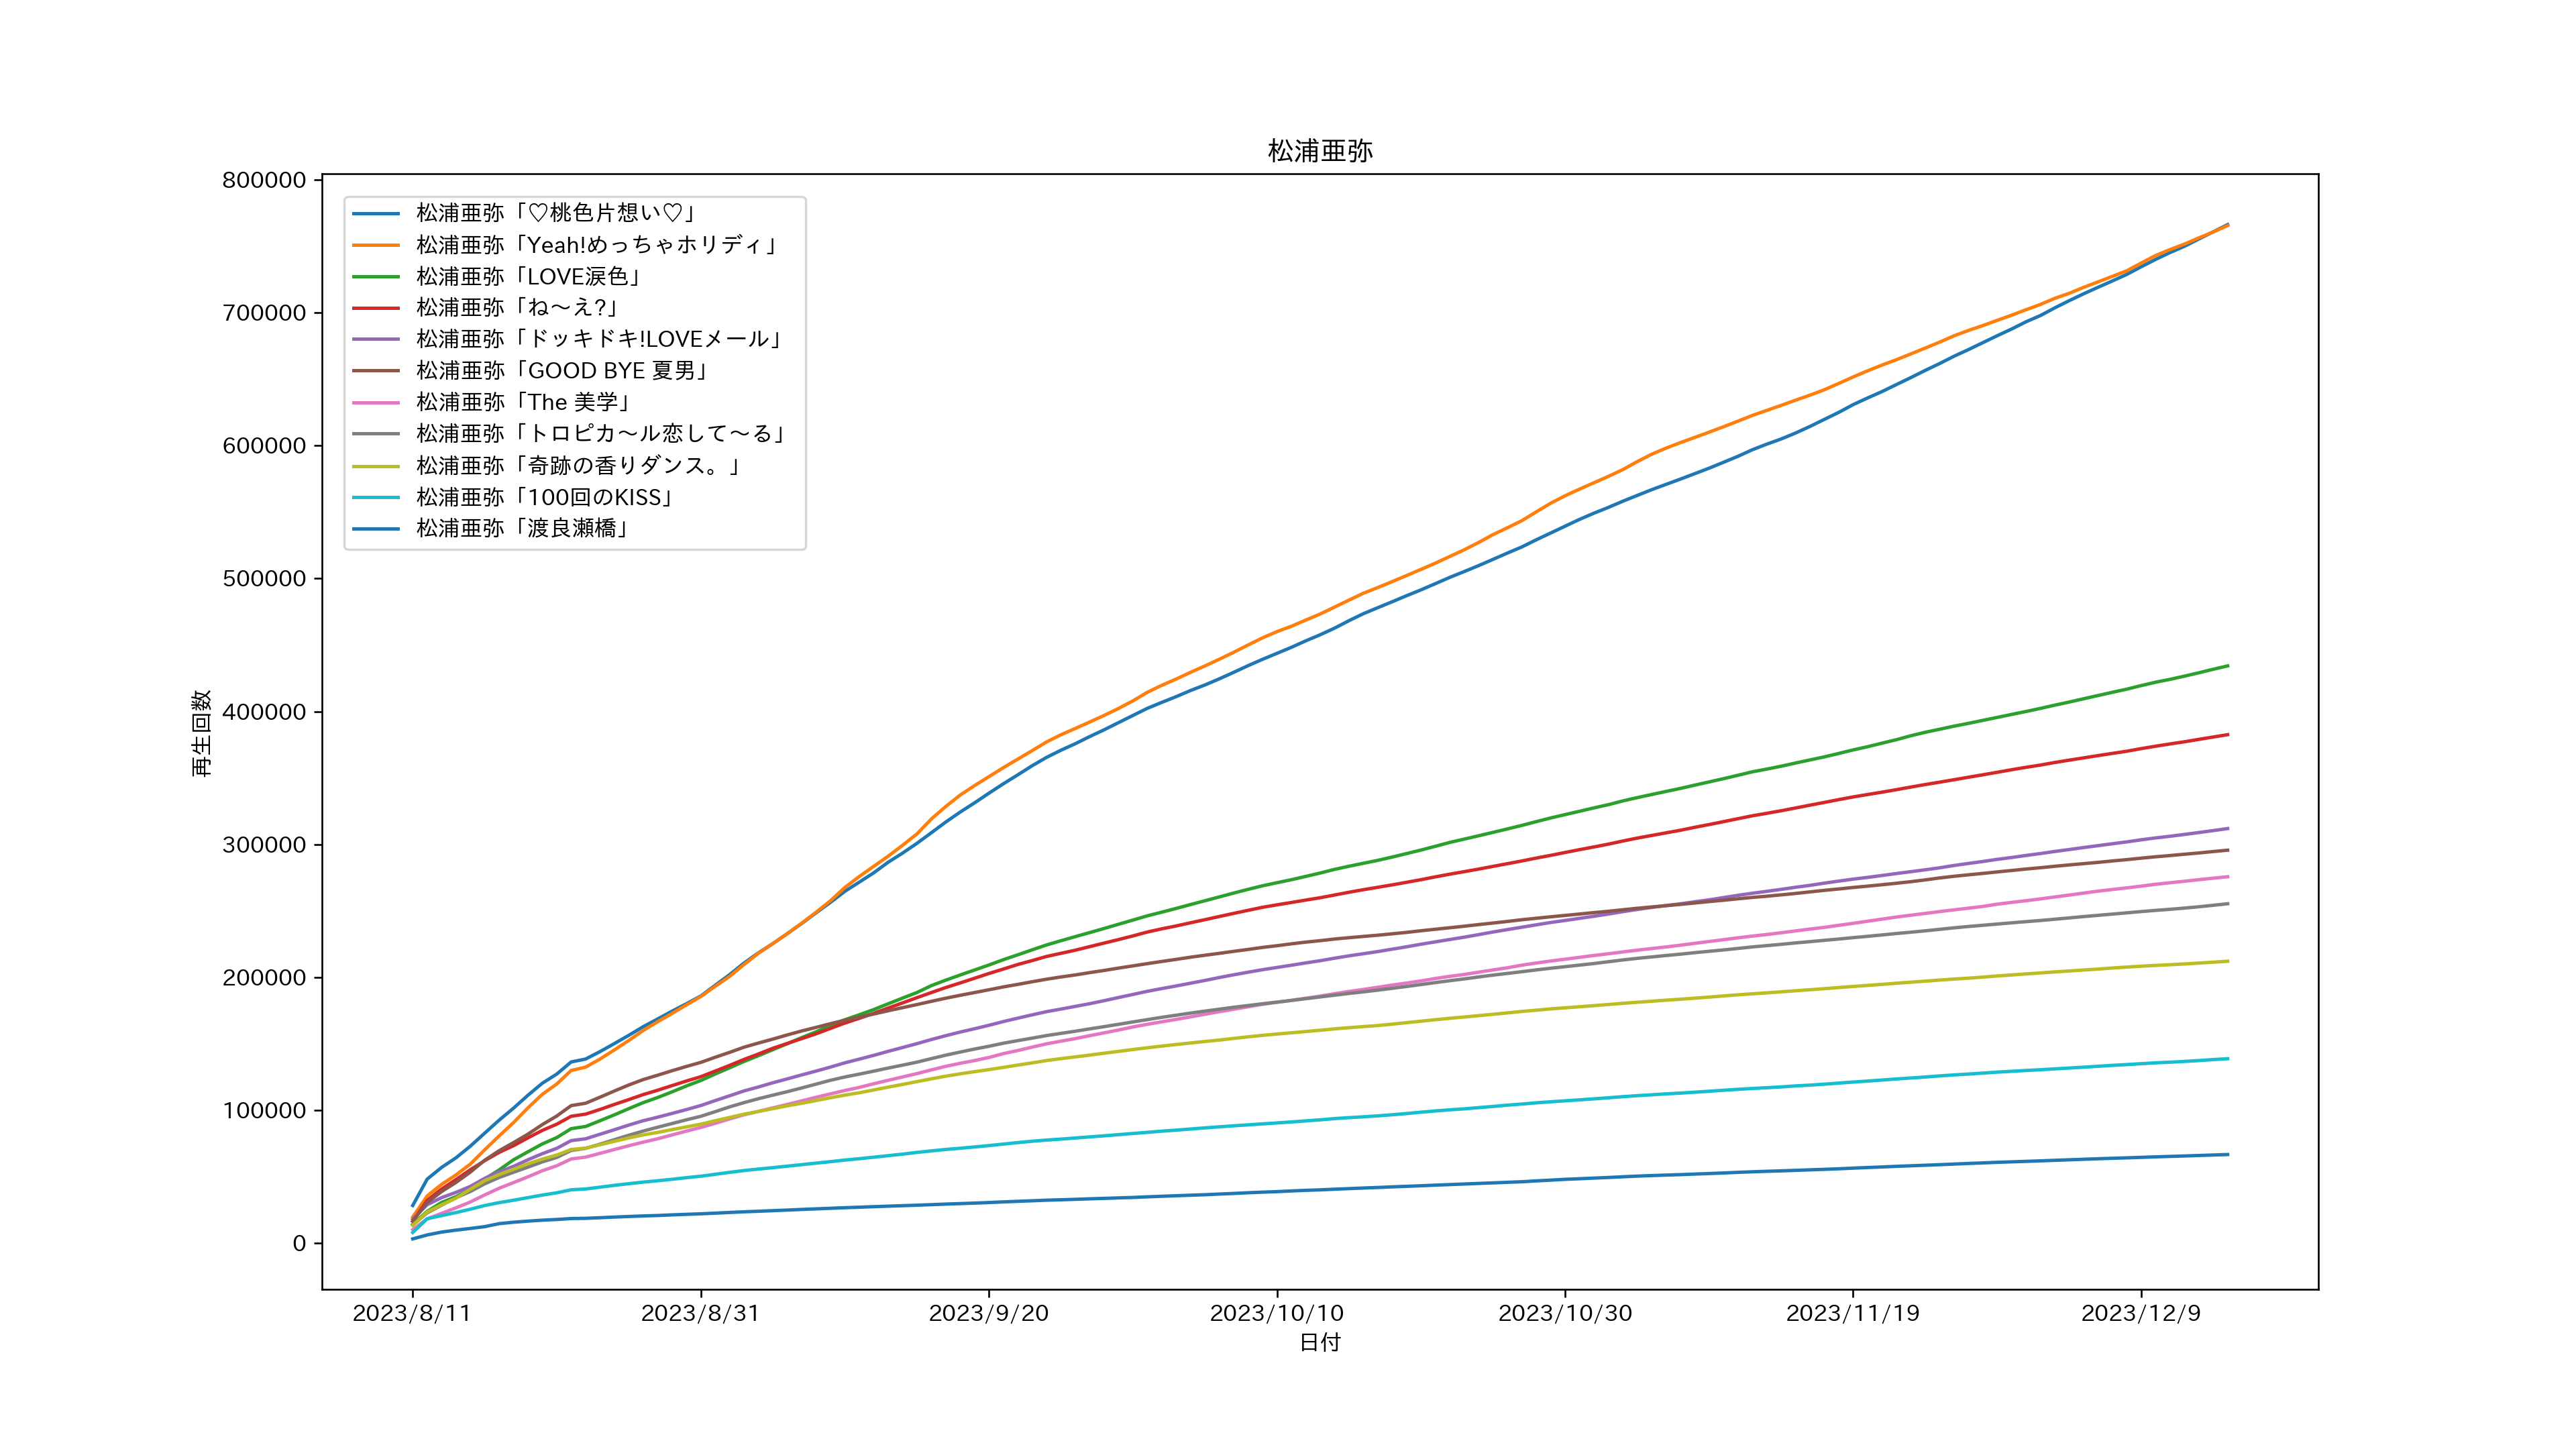 松浦亜弥
800000
700000
600000
500000
400000
300000
200000
100000
0
再生回数
松浦亜弥「♡桃色片想い♡」
松浦亜弥「Yeah!めっちゃホリディ」
松浦亜弥「LOVE涙色」
松浦亜弥「ね〜え?」
松浦亜弥「ドッキドキ!LOVEメール」
松浦亜弥「GOOD BYE 夏男」
松浦亜弥「The 美学」
松浦亜弥「トロピカ〜ル恋して〜る」
松浦亜弥「奇跡の香りダンス。」
松浦亜弥「100回のKISS」
松浦亜弥「渡良瀬橋」
2023/8/11 2023/8/31 2023/9/20 2023/10/10 2023/10/30 2023/11/19 2023/12/9
日付